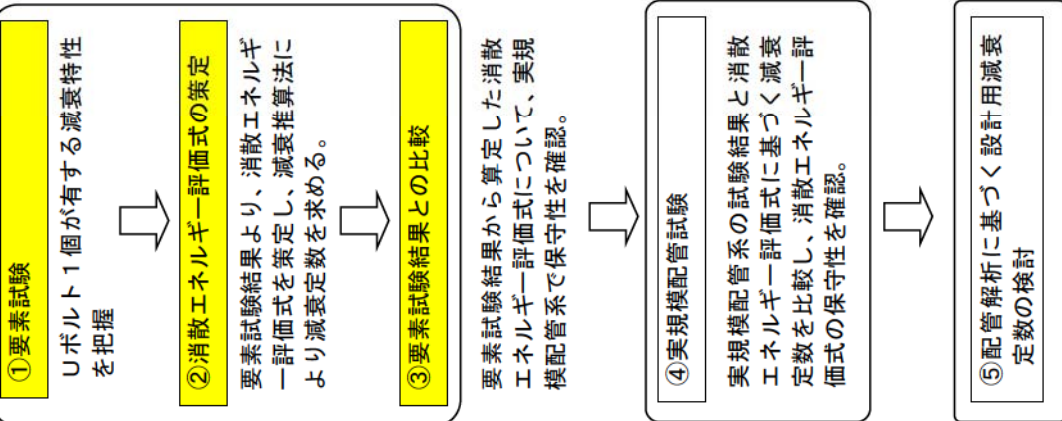 ①要素試験
Uボルト1個が有する減衰特性
を把握
②消散エネルギー評価式の策定
要素試験結果より、消散エネルギ
ー評価式を策定し、減衰推算法に
より減衰定数を求める。
③要素試験結果との比較
要素試験結果から算定した消散
エネルギー評価式について、実規
模配管系で保守性を確認。
④実規模配管試験
実規模配管系の試験結果と消散
エネルギー評価式に基づく減衰
定数を比較し、消散エネルギー評
価式の保守性を確認。
⑤配管解析に基づく設計用減衰
定数の検討